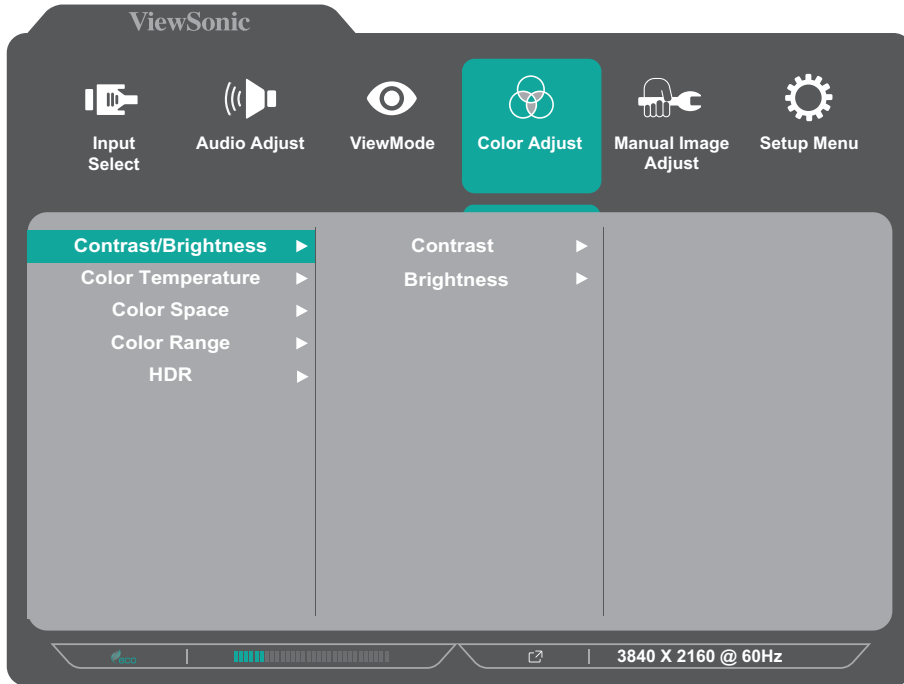 ViewSonic
Input Select
Audio Adjust
ViewMode
Color Adjust
Manual Image Adjust
Setup Menu
Contrast/Brightness
Contrast
Color Temperature
Brightness
Color Space
Color Range
HDR
eco
3840 X 2160 @ 60Hz